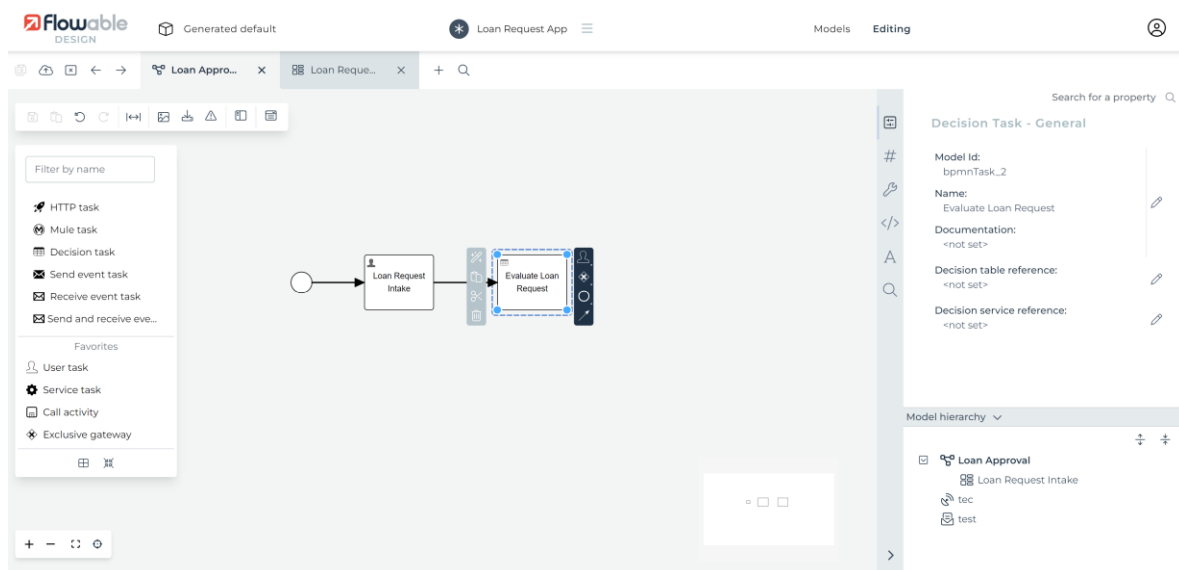 Flowable
DESIGN
Generated default
Loan Request App
Models
Editing
Loan Appro...
Loan Reque...
Search for a property
Filter by name
HTTP task
Mule task
Decision task
Send event task
Receive event task
Send and receive eve...
Favorites
User task
Service task
Call activity
Exclusive gateway
Loan Request
Intake
Evaluate Loan
Request
Decision Task - General
Model Id:
bpmnTask_2
Name:
Evaluate Loan Request
Documentation:
<not set>
Decision table reference:
<not set>
Decision service reference:
<not set>
Model hierarchy
Loan Approval
Loan Request Intake
tec
test